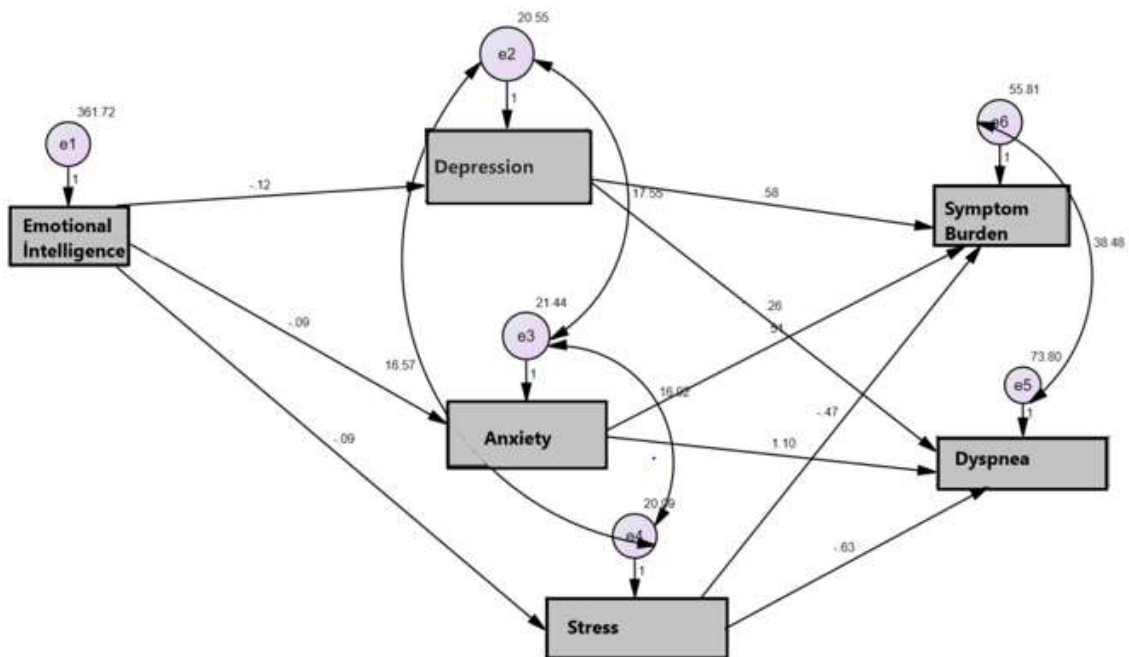 20.55
e2
361.72
55.81
e1
e6
1
1
1
Depression
-.12
17.55
.58
Emotional
İntelligence
Symptom
Burden
38.48
21.44
.26
-.09
e3
.51
73.80
16.57
1
16.92
-.47
e5
1
Anxiety
-.09
1.10
Dyspnea
20.09
e4
-.63
1
Stress